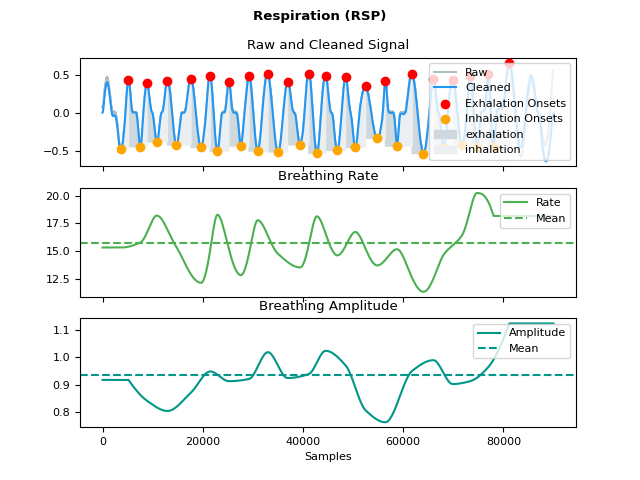 Respiration (RSP)
Raw and Cleaned Signal
0.5
0.0
−0.5
Raw
Cleaned
Exhalation Onsets
Inhalation Onsets
exhalation
inhalation
Breathing Rate
20.0
17.5
15.0
12.5
Rate
Mean
Breathing Amplitude
1.1
1.0
0.9
0.8
Amplitude
Mean
0 20000 40000 60000 80000
Samples